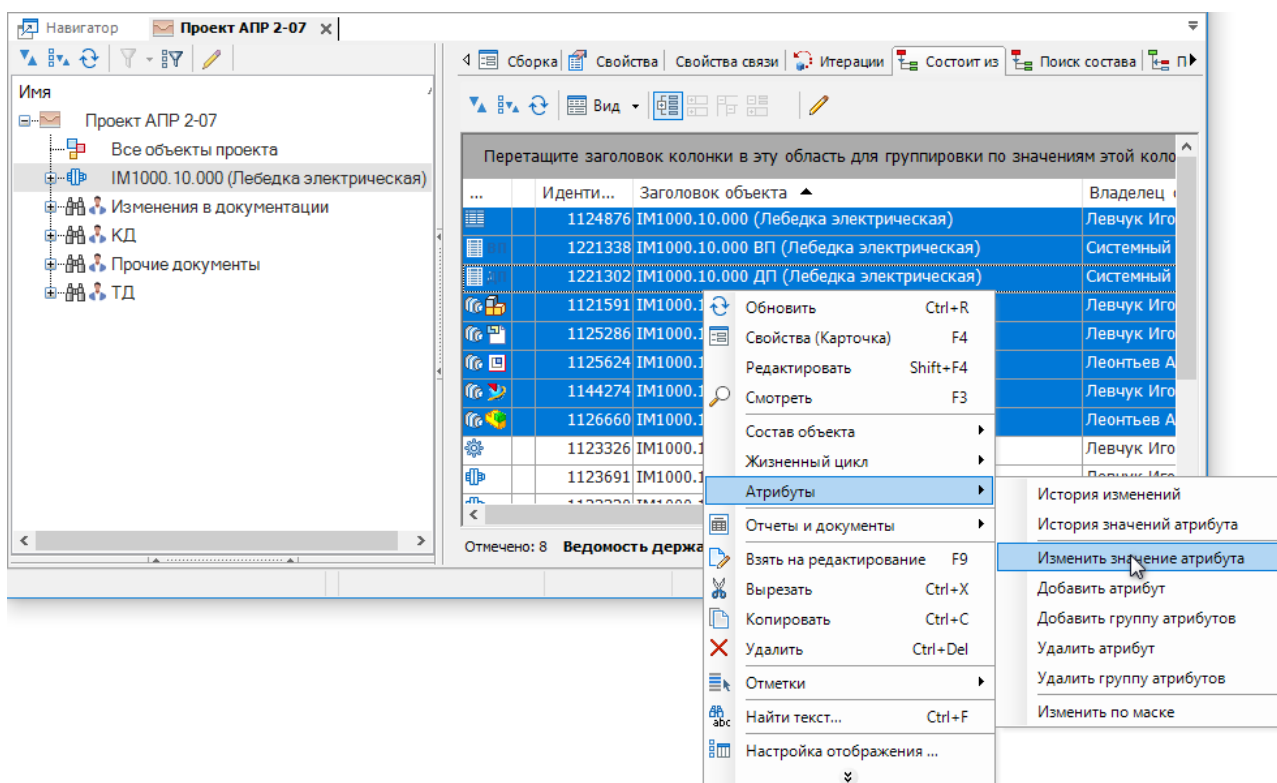 Навигатор Проект АПР 2-07
Имя
Проект АПР 2-07
Все объекты проекта
IM1000.10.000 (Лебедка электрическая)
Изменения в документации
КД
Прочие документы
ТД
Сборка Свойства Свойства связи Итерации Состоит из Поиск состава П
Вид
Перетащите заголовок колонки в эту область для группировки по значениям этой коло
... Иденти... Заголовок объекта Владелец
1124876 IM1000.10.000 (Лебедка электрическая) Левчук Иго
1221338 IM1000.10.000 ВП (Лебедка электрическая) Системный
1221302 IM1000.10.000 ДП (Лебедка электрическая) Системный
1121591 IM1000.1 Левчук Иго
1125286 IM1000.1 Левчук Иго
1125624 IM1000.1 Леонтьев А
1144274 IM1000.1 Левчук Иго
1126660 IM1000.1 Леонтьев А
1123326 IM1000.1 Левчук Иго
1123691 IM1000.1
Отмечено: 8 Ведомость держа
Обновить Ctrl+R
Свойства (Карточка) F4
Редактировать Shift+F4
Смотреть F3
Состав объекта
Жизненный цикл
Атрибуты
Отчеты и документы
Взять на редактирование F9
Вырезать Ctrl+X
Копировать Ctrl+C
Удалить Ctrl+Del
Отметки
Найти текст... Ctrl+F
Настройка отображения ...
История изменений
История значений атрибута
Изменить значение атрибута
Добавить атрибут
Добавить группу атрибутов
Удалить атрибут
Удалить группу атрибутов
Изменить по маске